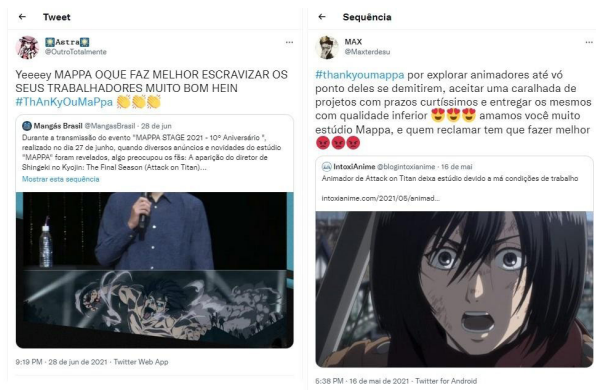 ← Tweet
Astra
@OutroTotalmente
...
Yeeeey MAPPA OQUE FAZ MELHOR ESCRAVIZAR OS
SEUS TRABALHADORES MUITO BOM HEIN
#ThAnKyOuMaPpa 👏👏👏
Mangás Brasil @MangasBrasil · 28 de jun
Durante a transmissão do evento "MAPPA STAGE 2021 - 10º Aniversário ",
realizado no dia 27 de junho, quando diversos anúncios e novidades do estúdio
"MAPPA" foram revelados, algo preocupou os fãs: A aparição do diretor de
Shingeki no Kyojin: The Final Season (Attack on Titan)...
Mostrar esta sequência
9:19 PM · 28 de jun de 2021 · Twitter Web App
← Sequência
MAX
@Maxterdesu
...
#thankyoumappa por explorar animadores até vó
ponto deles se demitirem, aceitar uma caralhada de
projetos com prazos curtíssimos e entregar os mesmos
com qualidade inferior 😍😍😍 amamos você muito
estúdio Mappa, e quem reclamar tem que fazer melhor
😡😡😡
IntoxiAnime @blogintoxianime · 16 de mai
Animador de Attack on Titan deixa estúdio devido a má condições de trabalho
intoxianime.com/2021/05/animad...
5:38 PM · 16 de mai de 2021 · Twitter for Android